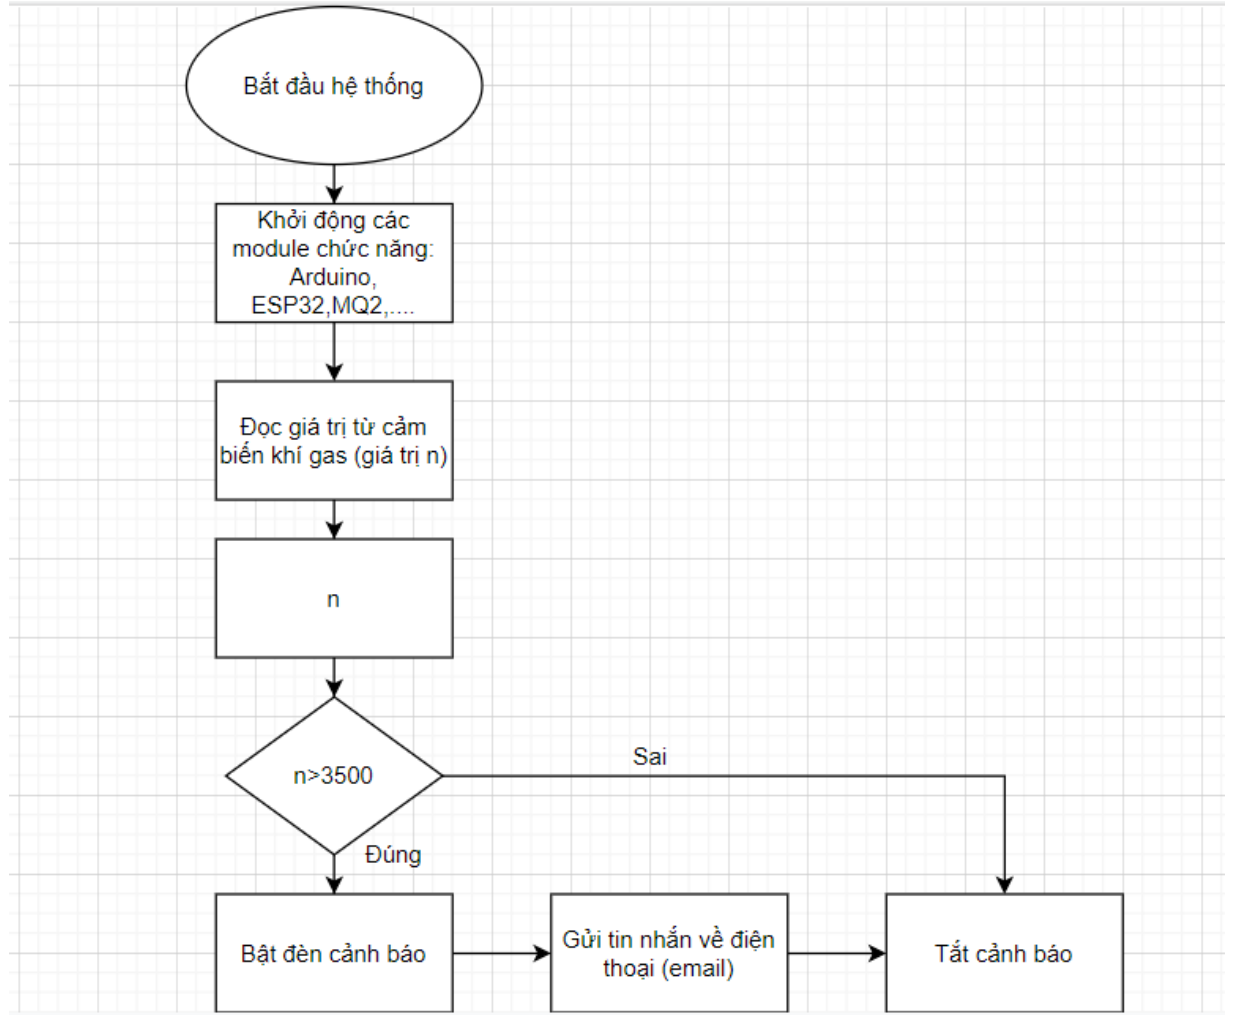 Bắt đầu hệ thống
Khởi động các
module chức năng:
Arduino,
ESP32,MQ2,....
Đọc giá trị từ cảm
biến khí gas (giá trị n)
n
n>3500
Sai
Đúng
Bật đèn cảnh báo
Gửi tin nhắn về điện
thoại (email)
Tắt cảnh báo